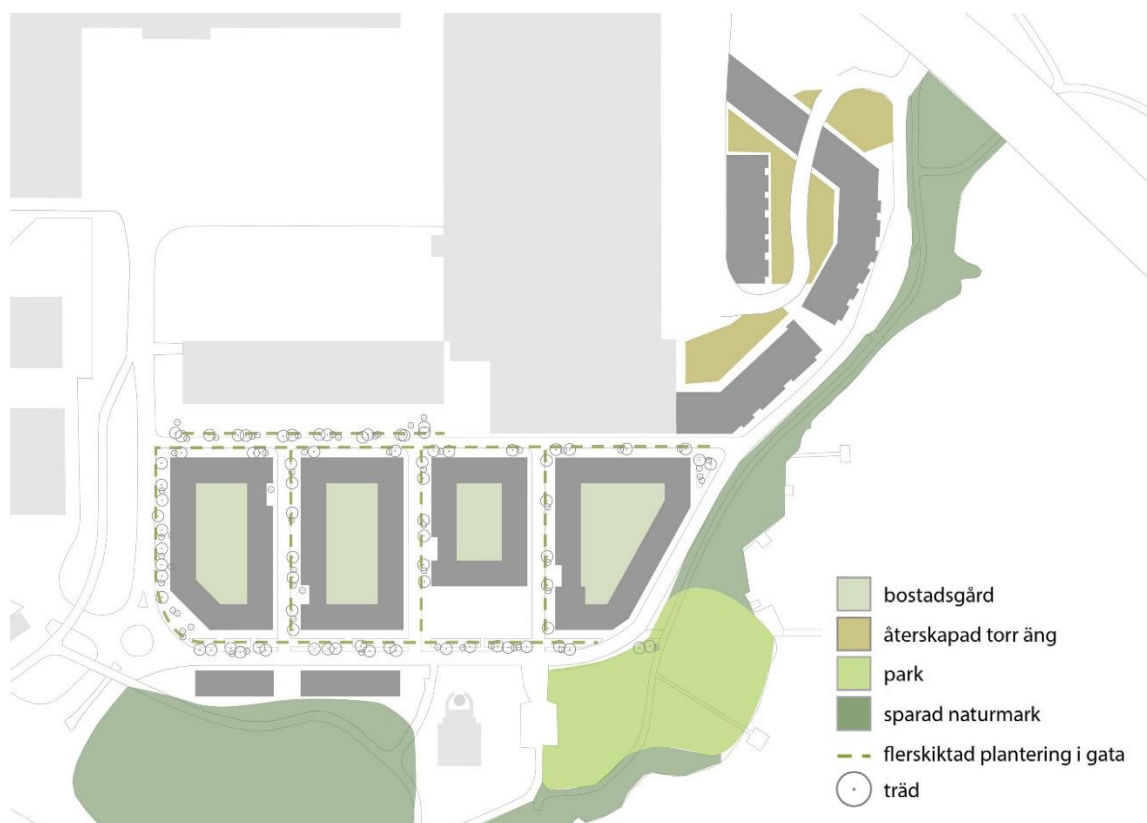 bostadsgård
återskapad torr äng
park
sparad naturmark
flerskiktad plantering i gata
träd